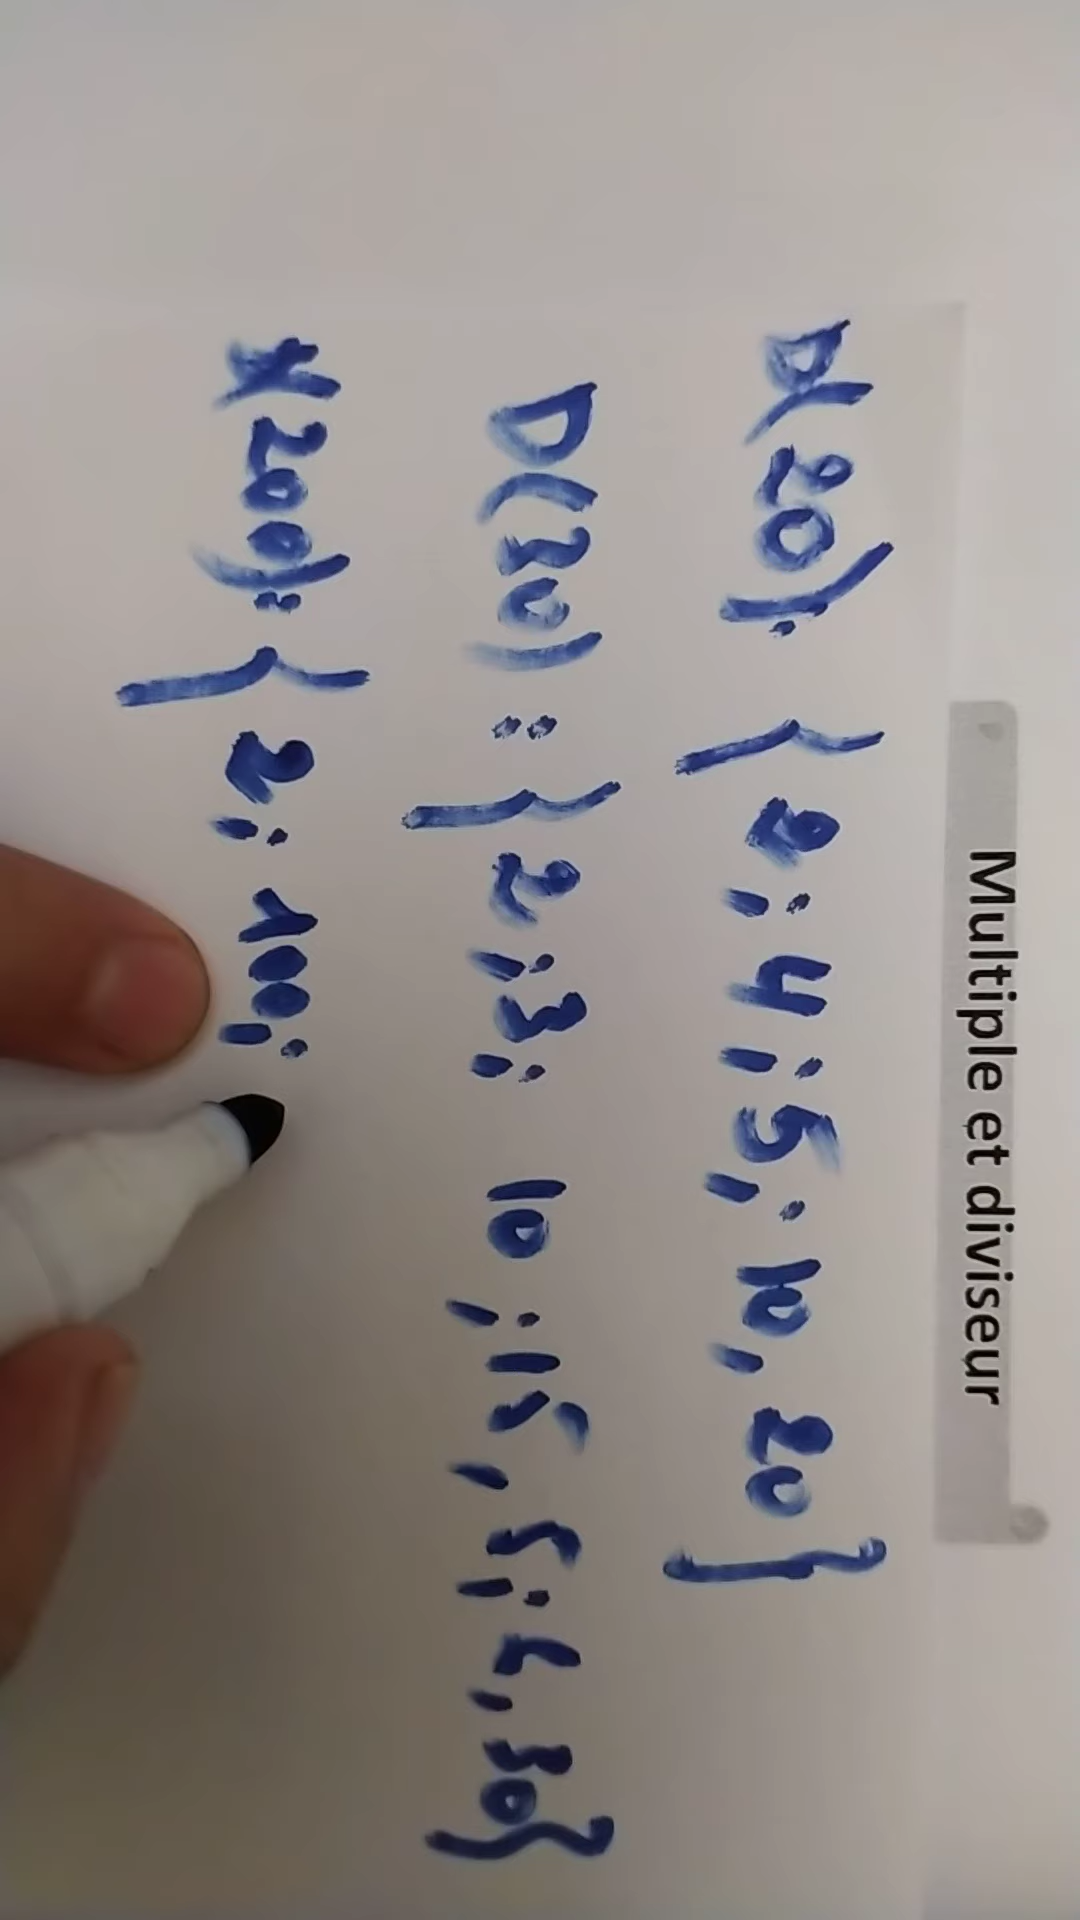 Multiple et diviseur
D(20): { 2; 4; 5; 10, 20}
D(30) : { 2; 3; 10; 15, 5; 6, 30{
(200): { 2; 100;